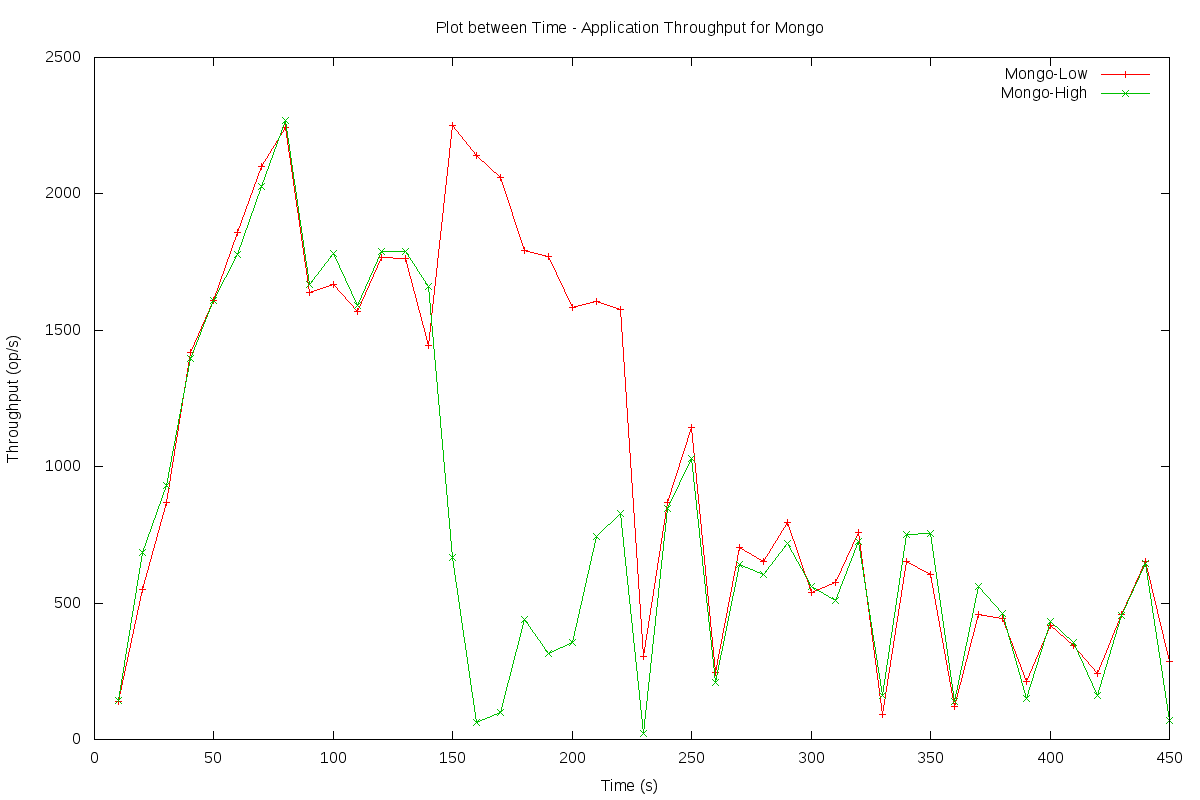 Plot between Time - Application Throughput for Mongo
2500
2000
1500
1000
500
0
Throughput (op/s)
Mongo-Low
Mongo-High
0 50 100 150 200 250 300 350 400 450
Time (s)